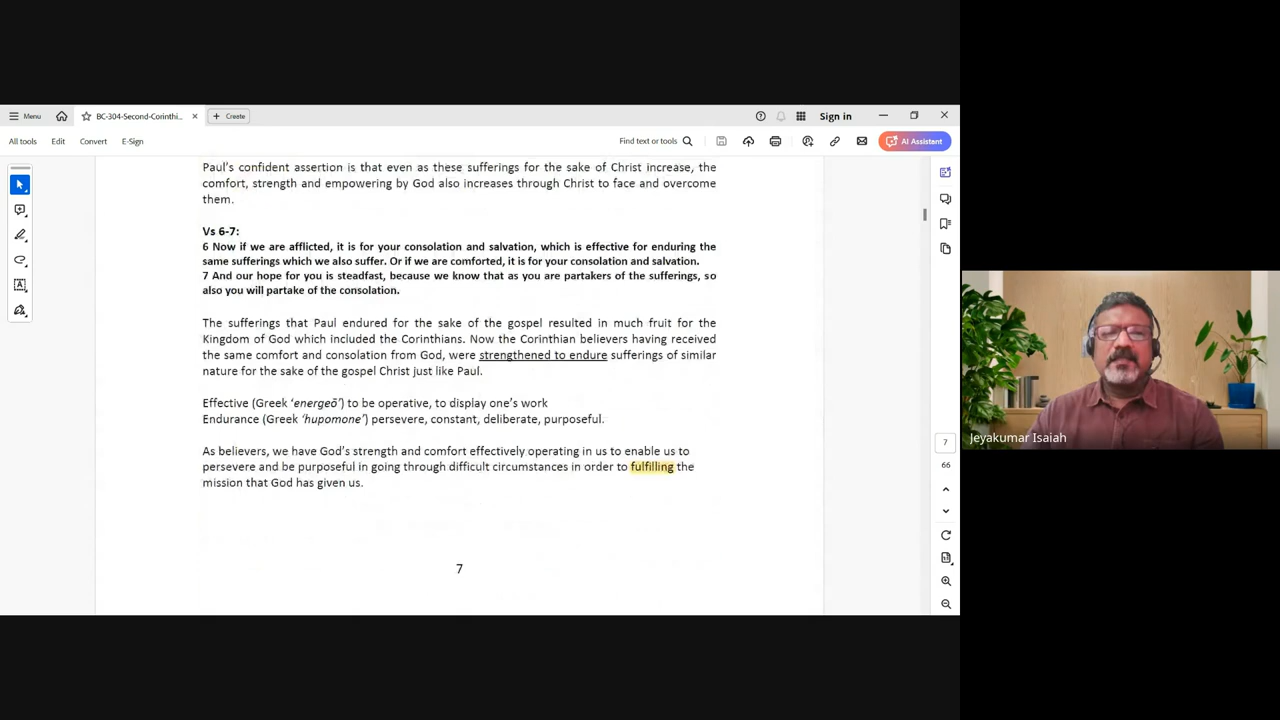 Menu
BC-304-Second-Corinthi...
Create
Sign in
All tools
Edit
Convert
E-Sign
Find text or tools
AI Assistant
Paul's confident assertion is that even as these sufferings for the sake of Christ increase, the
comfort, strength and empowering by God also increases through Christ to face and overcome
them.
Vs 6-7:
6 Now if we are afflicted, it is for your consolation and salvation, which is effective for enduring the
same sufferings which we also suffer. Or if we are comforted, it is for your consolation and salvation.
7 And our hope for you is steadfast, because we know that as you are partakers of the sufferings, so
also you will partake of the consolation.
The sufferings that Paul endured for the sake of the gospel resulted in much fruit for the
Kingdom of God which included the Corinthians. Now the Corinthian believers having received
the same comfort and consolation from God, were strengthened to endure sufferings of similar
nature for the sake of the gospel Christ just like Paul.
Effective (Greek 'energeō') to be operative, to display one's work
Endurance (Greek 'hupomone') persevere, constant, deliberate, purposeful.
As believers, we have God's strength and comfort effectively operating in us to enable us to
persevere and be purposeful in going through difficult circumstances in order to fulfilling the
mission that God has given us.
7
7
66
Jeyakumar Isaiah